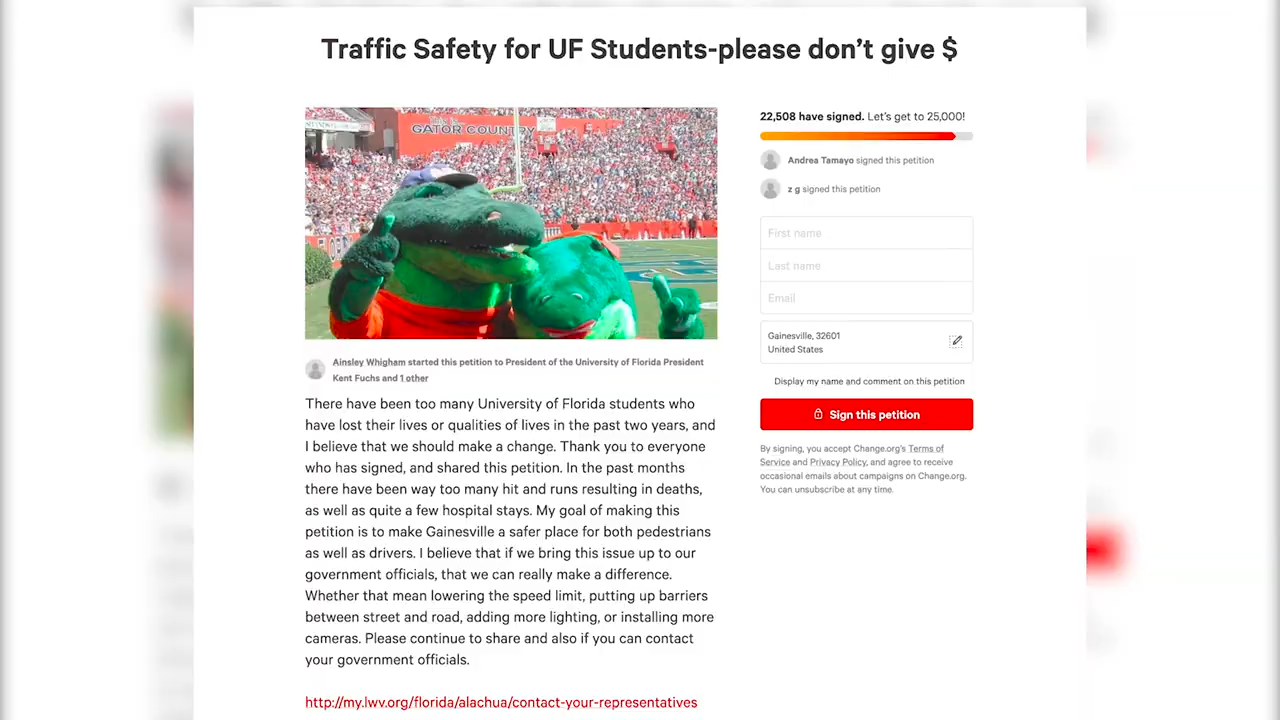 Traffic Safety for UF Students-please don't give $
GATOR COUNTRY
22,508 have signed. Let's get to 25,000!
Andrea Tamayo signed this petition
z g signed this petition
First name
Last name
Email
Gainesville, 32601
United States
Display my name and comment on this petition
Sign this petition
By signing, you accept Change.org's Terms of
Service and Privacy Policy, and agree to receive
occasional emails about campaigns on Change.org.
You can unsubscribe at any time.
Ainsley Whigham started this petition to President of the University of Florida President
Kent Fuchs and 1 other
There have been too many University of Florida students who
have lost their lives or qualities of lives in the past two years, and
I believe that we should make a change. Thank you to everyone
who has signed, and shared this petition. In the past months
there have been way too many hit and runs resulting in deaths,
as well as quite a few hospital stays. My goal of making this
petition is to make Gainesville a safer place for both pedestrians
as well as drivers. I believe that if we bring this issue up to our
government officials, that we can really make a difference.
Whether that mean lowering the speed limit, putting up barriers
between street and road, adding more lighting, or installing more
cameras. Please continue to share and also if you can contact
your government officials.
http://my.lwv.org/florida/alachua/contact-your-representatives